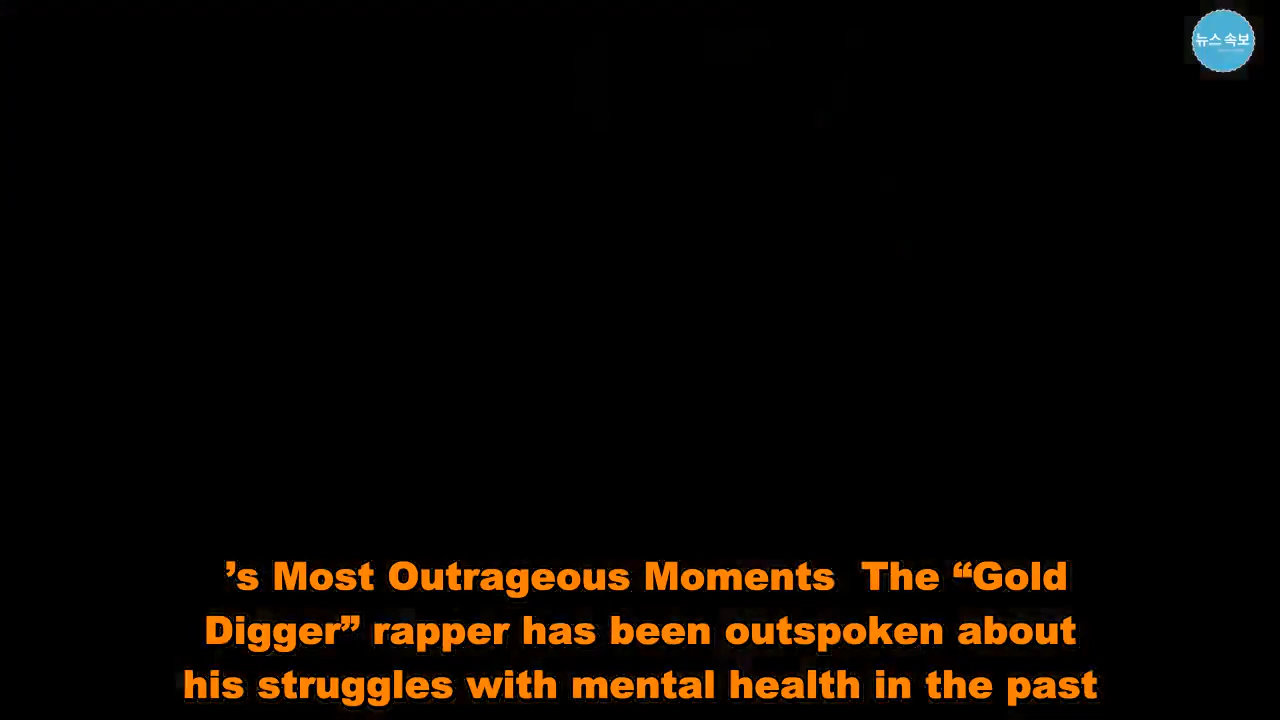 뉴스 속보
’s Most Outrageous Moments  The “Gold
Digger” rapper has been outspoken about
his struggles with mental health in the past